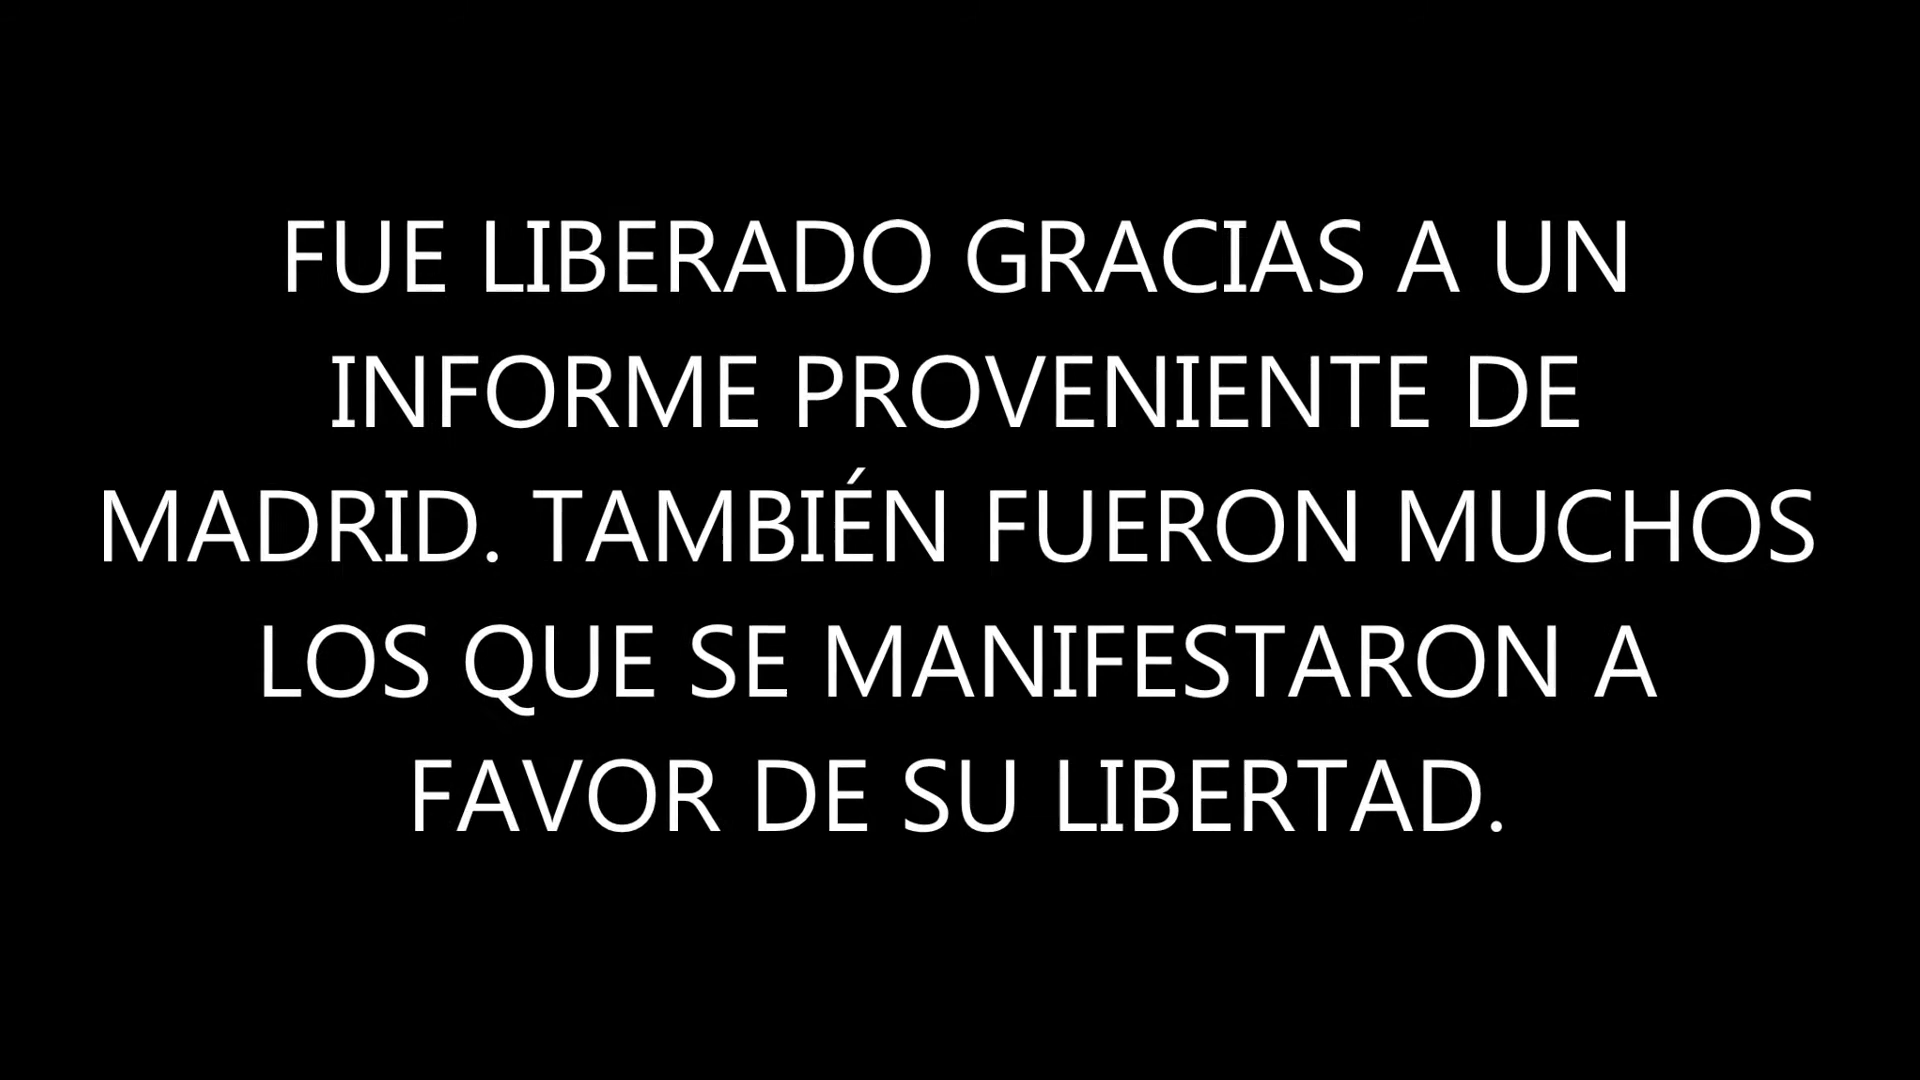 FUE LIBERADO GRACIAS A UN
INFORME PROVENIENTE DE
MADRID. TAMBIÉN FUERON MUCHOS
LOS QUE SE MANIFESTARON A
FAVOR DE SU LIBERTAD.